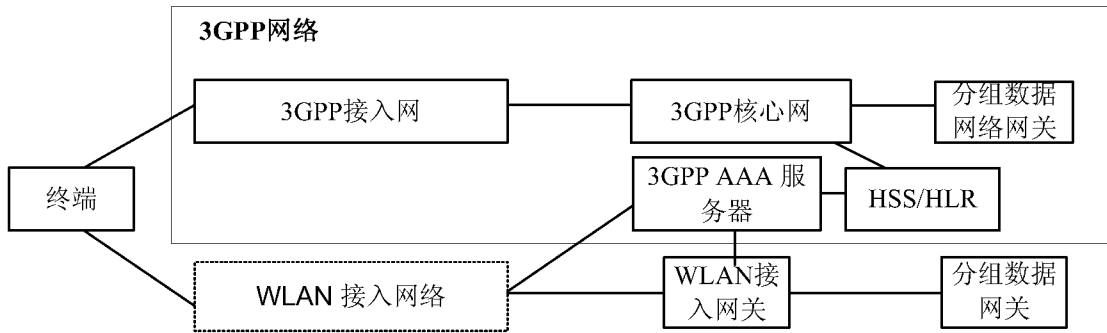 3GPP网络
3GPP接入网
3GPP核心网
分组数据
网络网关
终端
3GPP AAA 服
务器
HSS/HLR
WLAN 接入网络
WLAN接
入网关
分组数据
网关